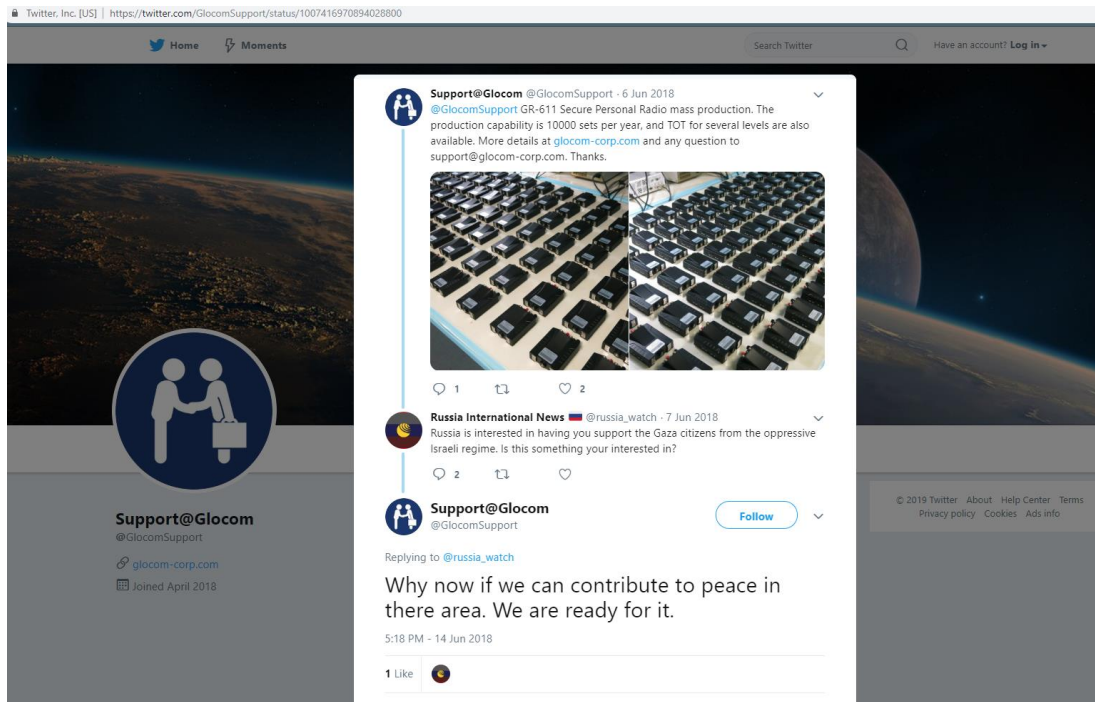 Twitter, Inc. [US] | https://twitter.com/GlocomSupport/status/1007416970894028800
Home Moments Search Twitter Have an account? Log in
Support@Glocom @GlocomSupport · 6 Jun 2018
@GlocomSupport GR-611 Secure Personal Radio mass production. The
production capability is 10000 sets per year, and TOT for several levels are also
available. More details at glocom-corp.com and any question to
support@glocom-corp.com. Thanks.
1 2
Russia International News @russia_watch · 7 Jun 2018
Russia is interested in having you support the Gaza citizens from the oppressive
Israeli regime. Is this something your interested in?
2
Support@Glocom
@GlocomSupport
Follow
Replying to @russia_watch
Why now if we can contribute to peace in
there area. We are ready for it.
5:18 PM - 14 Jun 2018
1 Like
Support@Glocom
@GlocomSupport
glocom-corp.com
Joined April 2018
© 2019 Twitter About Help Center Terms
Privacy policy Cookies Ads info